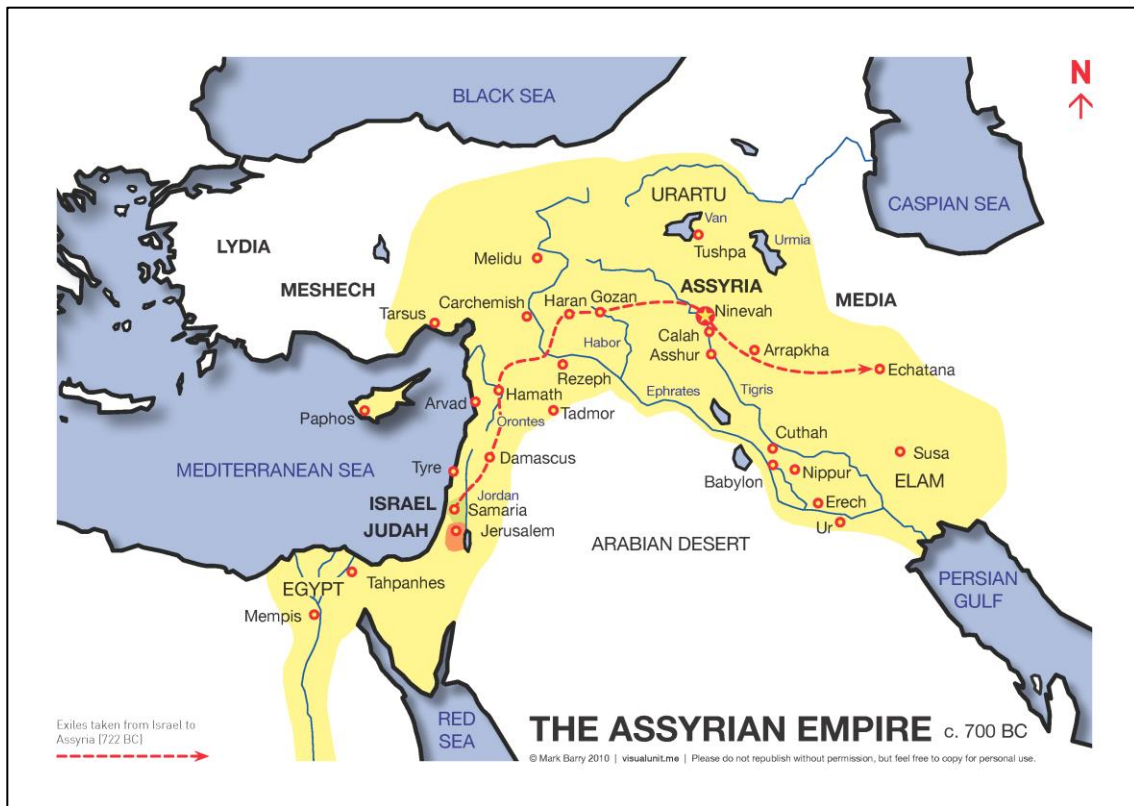 N
BLACK SEA
CASPIAN SEA
URARTU
Van
Tushpa
Urmia
LYDIA
Melidu
MESHECH
ASSYRIA
MEDIA
Carchemish
Haran
Gozan
Ninevah
Tarsus
Calah
Habor
Asshur
Arrapkha
Rezeph
Echatana
Hamath
Ephrates
Tigris
Arvad
Tadmor
Paphos
Orontes
Cuthah
MEDITERRANEAN SEA
Tyre
Damascus
Susa
Babylon
Nippur
ELAM
ISRAEL
Jordan
Samaria
Erech
JUDAH
Jerusalem
Ur
ARABIAN DESERT
EGYPT
Tahpanhes
PERSIAN
GULF
Mempis
RED
SEA
Exiles taken from Israel to
Assyria (722 BC)
THE ASSYRIAN EMPIRE c. 700 BC
© Mark Barry 2010 | visualunit.me | Please do not republish without permission, but feel free to copy for personal use.